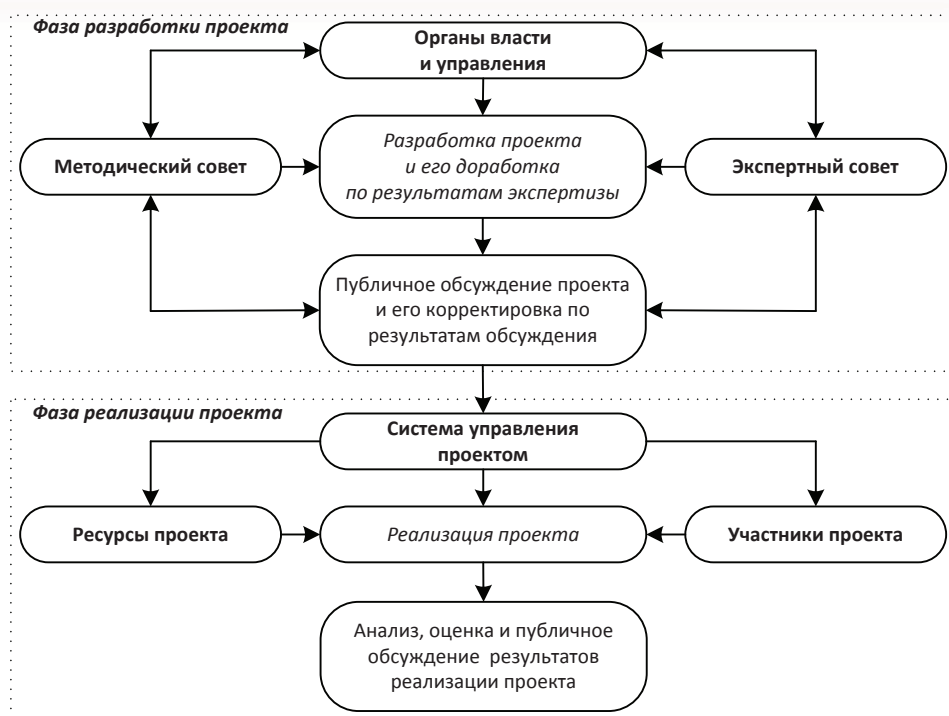 Фаза разработки проекта
Органы власти
и управления
Разработка проекта
и его доработка
по результатам экспертизы
Методический совет
Экспертный совет
Публичное обсуждение проекта
и его корректировка по
результатам обсуждения
Фаза реализации проекта
Система управления
проектом
Ресурсы проекта
Реализация проекта
Участники проекта
Анализ, оценка и публичное
обсуждение результатов
реализации проекта